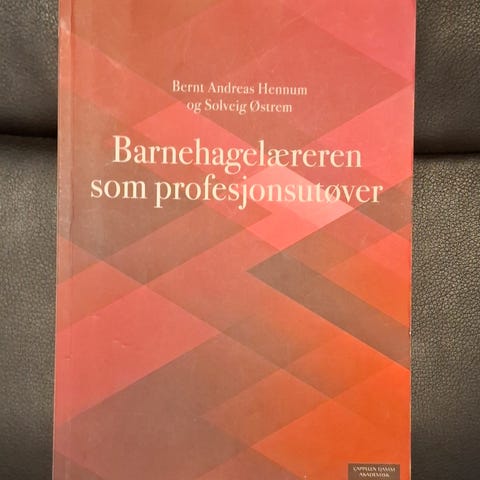 Bernt Andreas Hennum
og Solveig Østrem
Barnehagelæreren
som profesjonsutøver
CAPPELEN DAMM
AKADEMISK